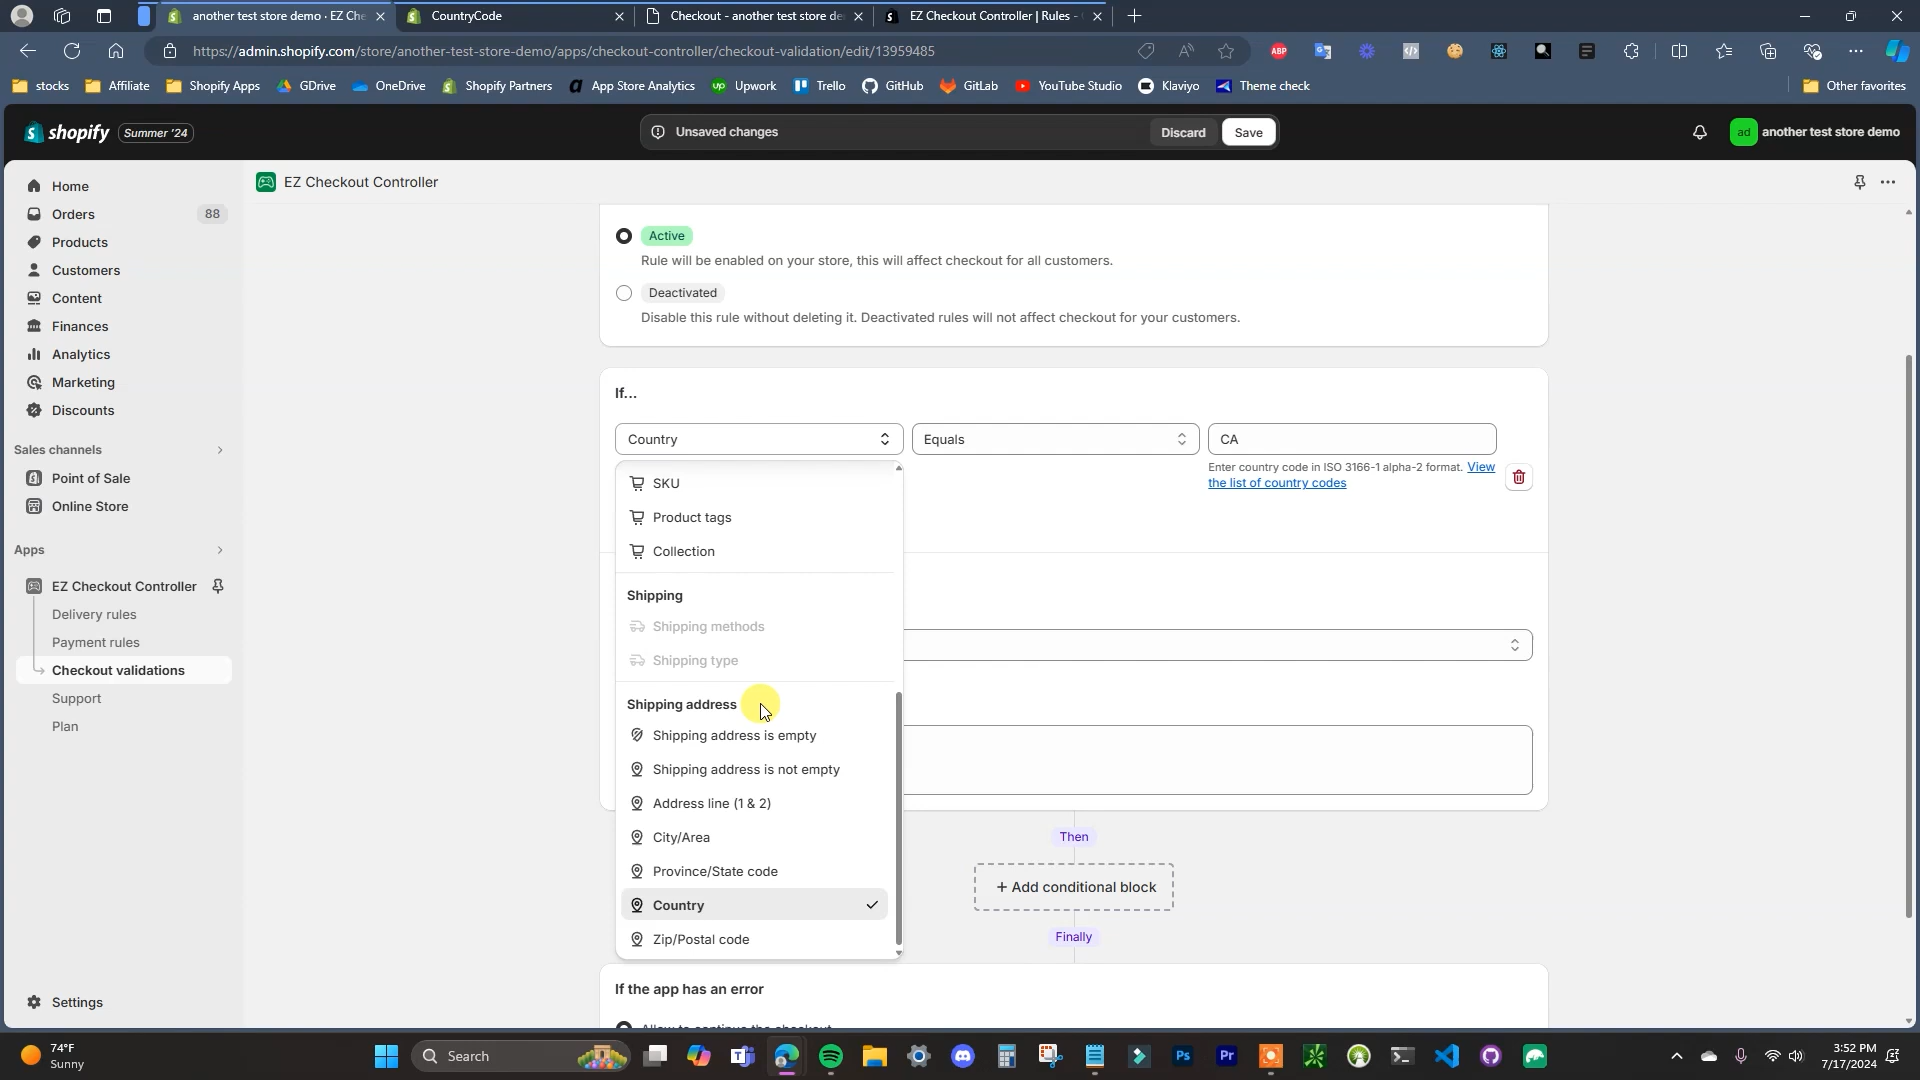 another test store demo · EZ Che
CountryCode
Checkout - another test store de
EZ Checkout Controller | Rules -
https://admin.shopify.com/store/another-test-store-demo/apps/checkout-controller/checkout-validation/edit/13959485
ABP
stocks
Affiliate
Shopify Apps
GDrive
OneDrive
Shopify Partners
App Store Analytics
Upwork
Trello
GitHub
GitLab
YouTube Studio
Klaviyo
Theme check
Other favorites
shopify
Summer '24
Unsaved changes
Discard
Save
ad
another test store demo
Home
Orders
88
Products
Customers
Content
Finances
Analytics
Marketing
Discounts
Sales channels
Point of Sale
Online Store
Apps
EZ Checkout Controller
Delivery rules
Payment rules
Checkout validations
Support
Plan
Settings
EZ Checkout Controller
Active
Rule will be enabled on your store, this will affect checkout for all customers.
Deactivated
Disable this rule without deleting it. Deactivated rules will not affect checkout for your customers.
If...
Country
Equals
CA
Enter country code in ISO 3166-1 alpha-2 format. View
the list of country codes
SKU
Product tags
Collection
Shipping
Shipping methods
Shipping type
Shipping address
Shipping address is empty
Shipping address is not empty
Address line (1 & 2)
City/Area
Province/State code
Country
Zip/Postal code
Then
+ Add conditional block
Finally
If the app has an error
Allow to continue the checkout
74°F
Sunny
Search
3:52 PM
7/17/2024